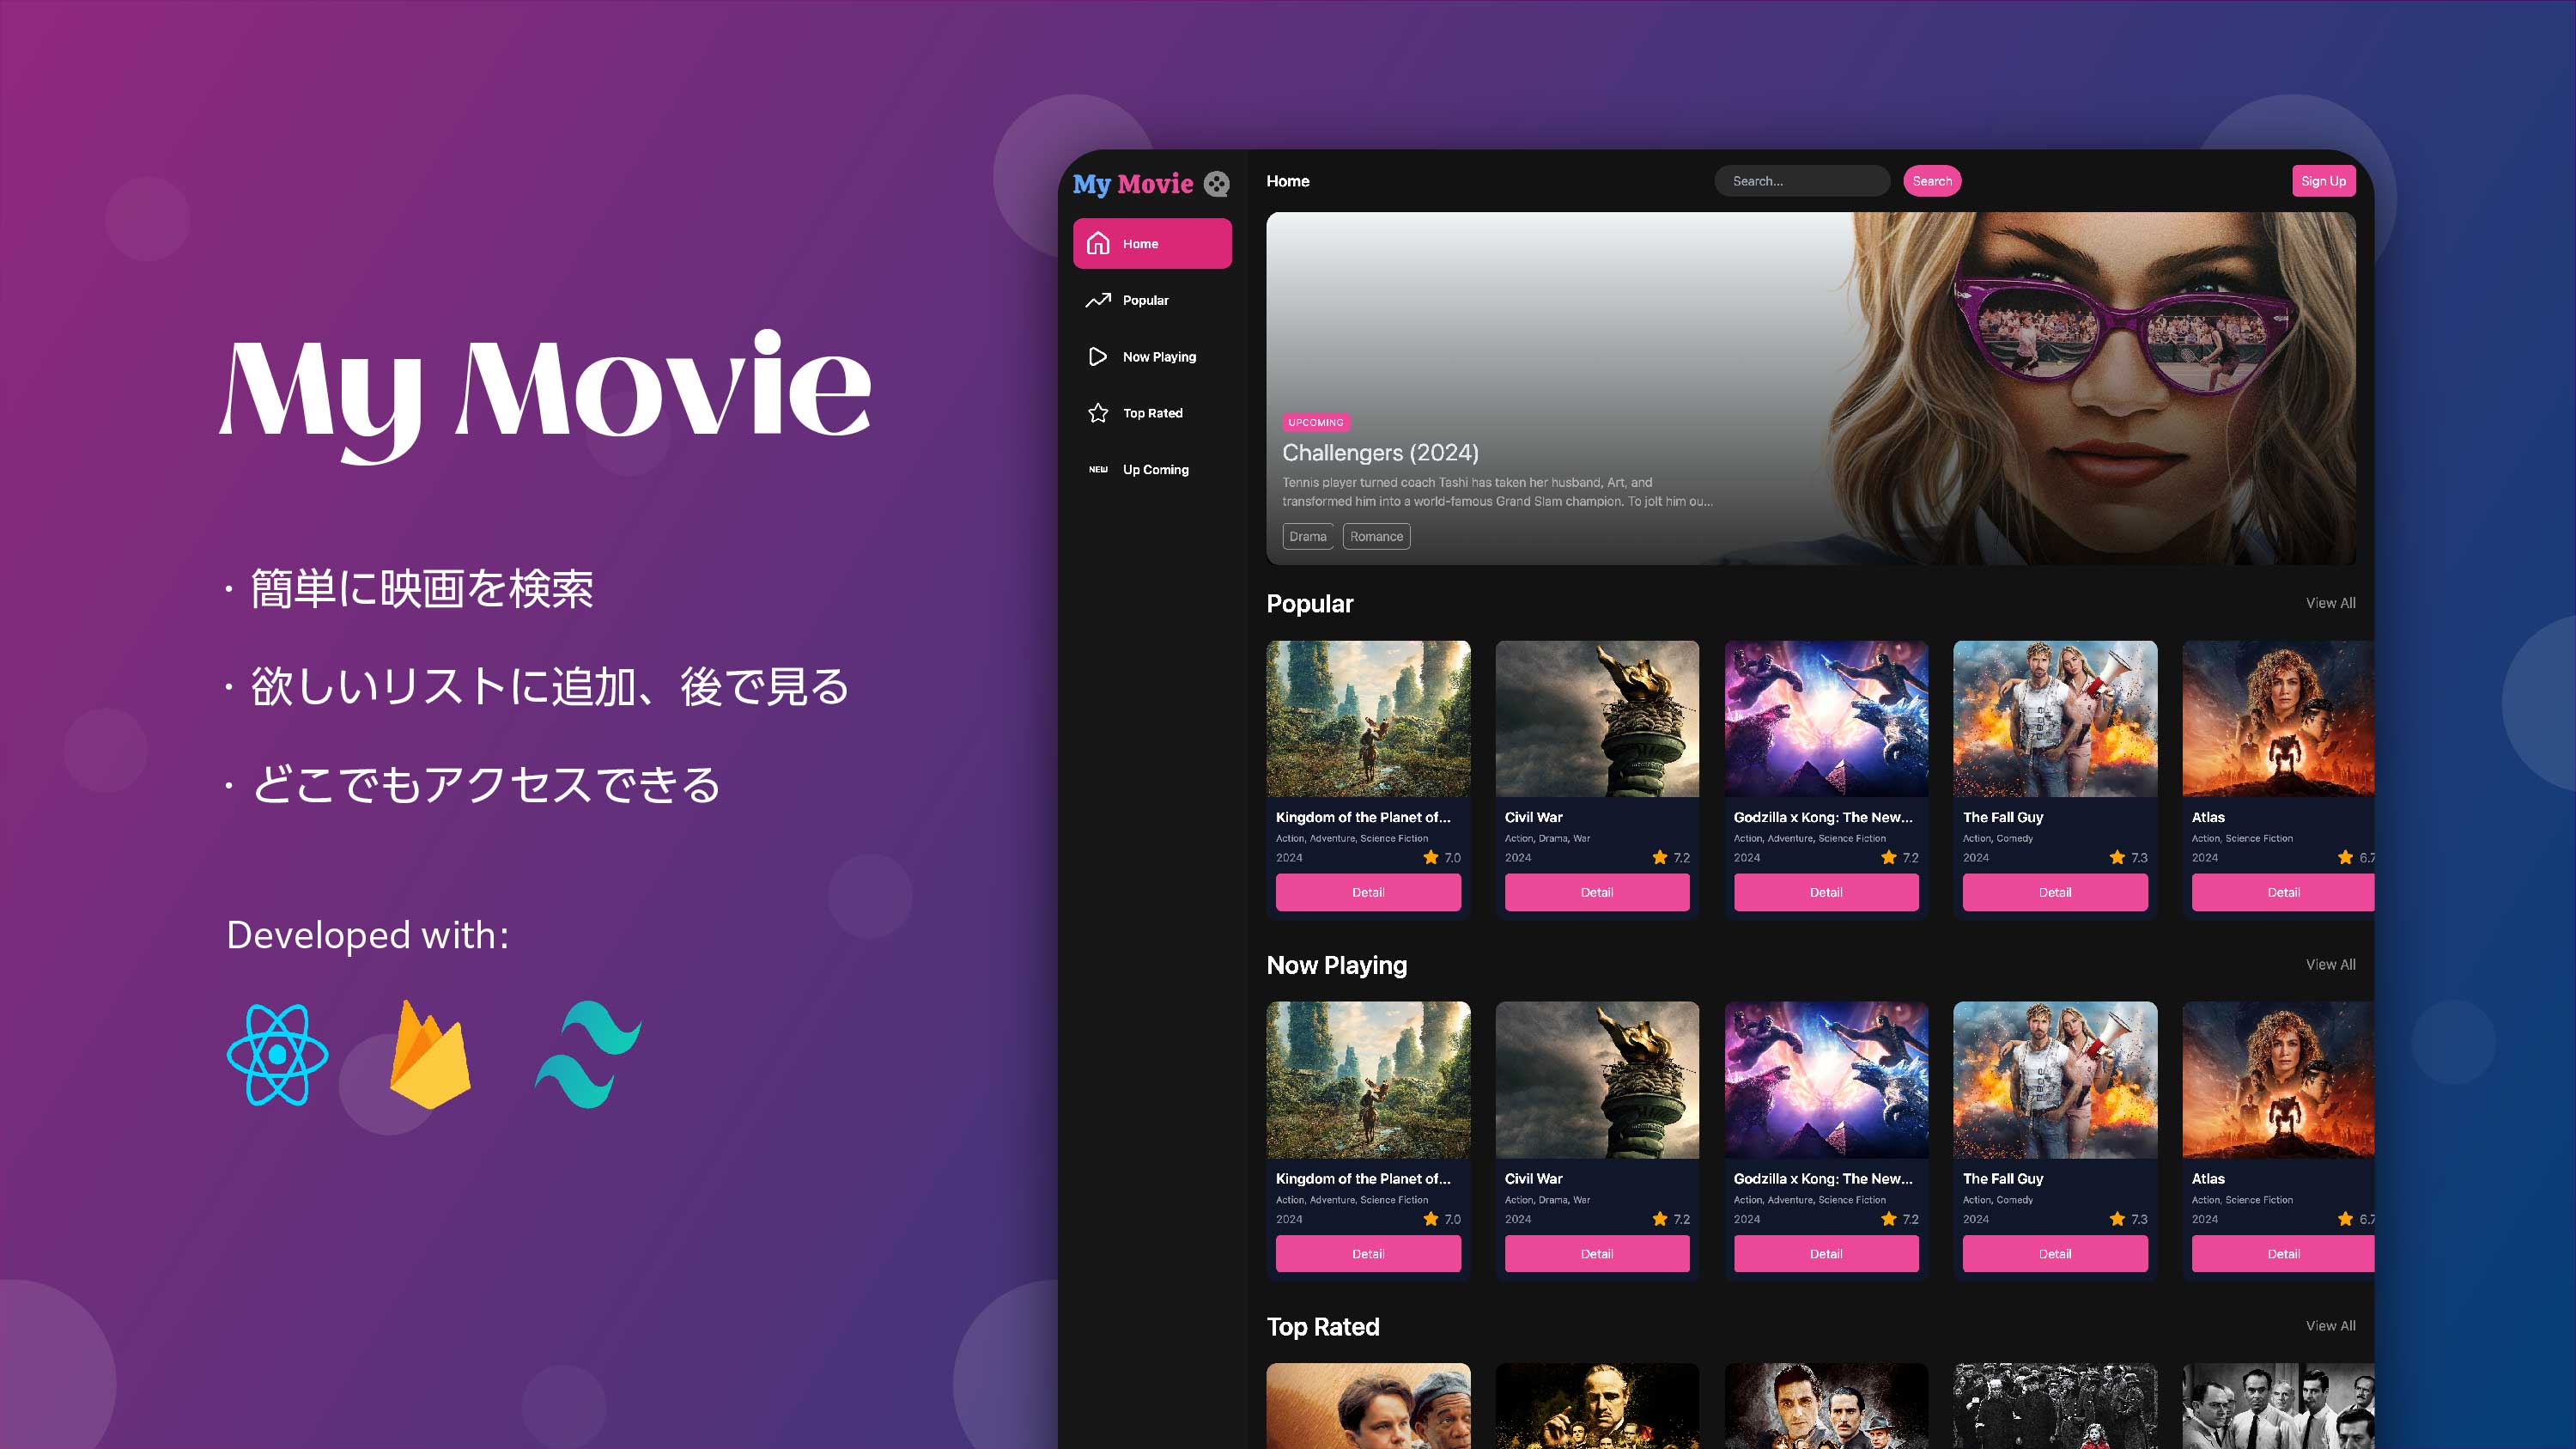 My Movie
・簡単に映画を検索
・欲しいリストに追加、後で見る
・どこでもアクセスできる
Developed with:
My Movie
Home
Popular
Now Playing
Top Rated
NEW Up Coming
Home
Search...
Search
Sign Up
UPCOMING
Challengers (2024)
Tennis player turned coach Tashi has taken her husband, Art, and
transformed him into a world-famous Grand Slam champion. To jolt him ou...
Drama Romance
Popular View All
Kingdom of the Planet of...
Action, Adventure, Science Fiction
2024 7.0
Detail
Civil War
Action, Drama, War
2024 7.2
Detail
Godzilla x Kong: The New...
Action, Adventure, Science Fiction
2024 7.2
Detail
The Fall Guy
Action, Comedy
2024 7.3
Detail
Atlas
Action, Science Fiction
2024 6.7
Detail
Now Playing View All
Kingdom of the Planet of...
Action, Adventure, Science Fiction
2024 7.0
Detail
Civil War
Action, Drama, War
2024 7.2
Detail
Godzilla x Kong: The New...
Action, Adventure, Science Fiction
2024 7.2
Detail
The Fall Guy
Action, Comedy
2024 7.3
Detail
Atlas
Action, Science Fiction
2024 6.7
Detail
Top Rated View All